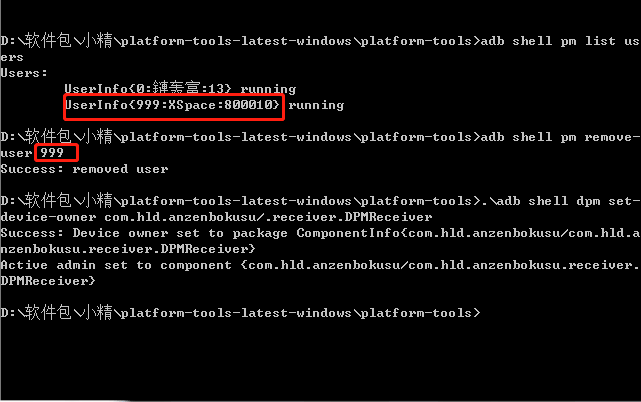 D:\软件包\小精\platform-tools-latest-windows\platform-tools>adb shell pm list us
ers
Users:
UserInfo{0:鏈轰富:13} running
UserInfo{999:XSpace:800010} running
D:\软件包\小精\platform-tools-latest-windows\platform-tools>adb shell pm remove-
user 999
Success: removed user
D:\软件包\小精\platform-tools-latest-windows\platform-tools>.\adb shell dpm set-
device-owner com.hld.anzenbokusu/.receiver.DPMReceiver
Success: Device owner set to package ComponentInfo{com.hld.anzenbokusu/com.hld.a
nzenbokusu.receiver.DPMReceiver}
Active admin set to component {com.hld.anzenbokusu/com.hld.anzenbokusu.receiver.
DPMReceiver}
D:\软件包\小精\platform-tools-latest-windows\platform-tools>